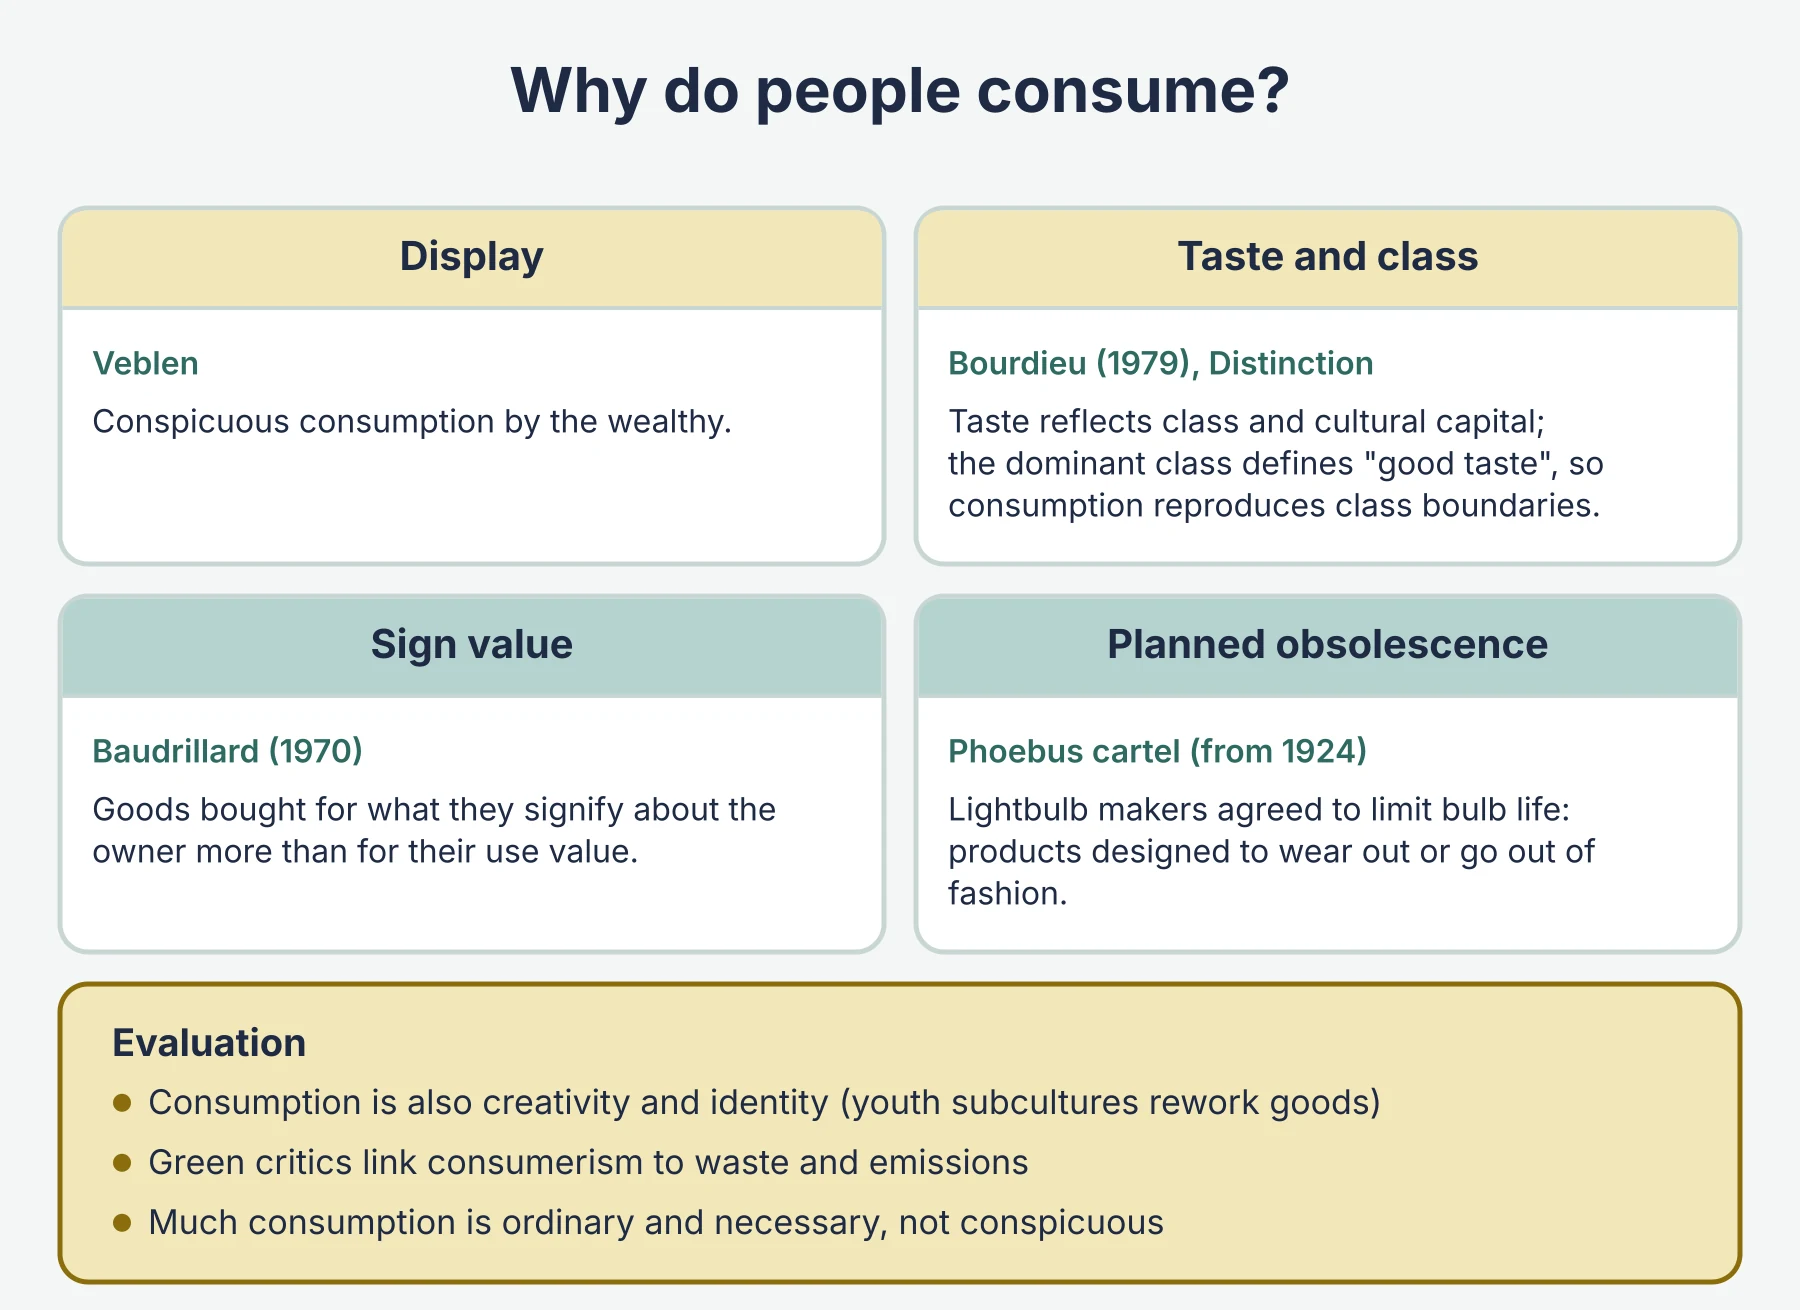 Why do people consume?
Display
Veblen
Conspicuous consumption by the wealthy.
Taste and class
Bourdieu (1979), Distinction
Taste reflects class and cultural capital;
the dominant class defines "good taste", so
consumption reproduces class boundaries.
Sign value
Baudrillard (1970)
Goods bought for what they signify about the
owner more than for their use value.
Planned obsolescence
Phoebus cartel (from 1924)
Lightbulb makers agreed to limit bulb life:
products designed to wear out or go out of
fashion.
Evaluation
● Consumption is also creativity and identity (youth subcultures rework goods)
● Green critics link consumerism to waste and emissions
● Much consumption is ordinary and necessary, not conspicuous